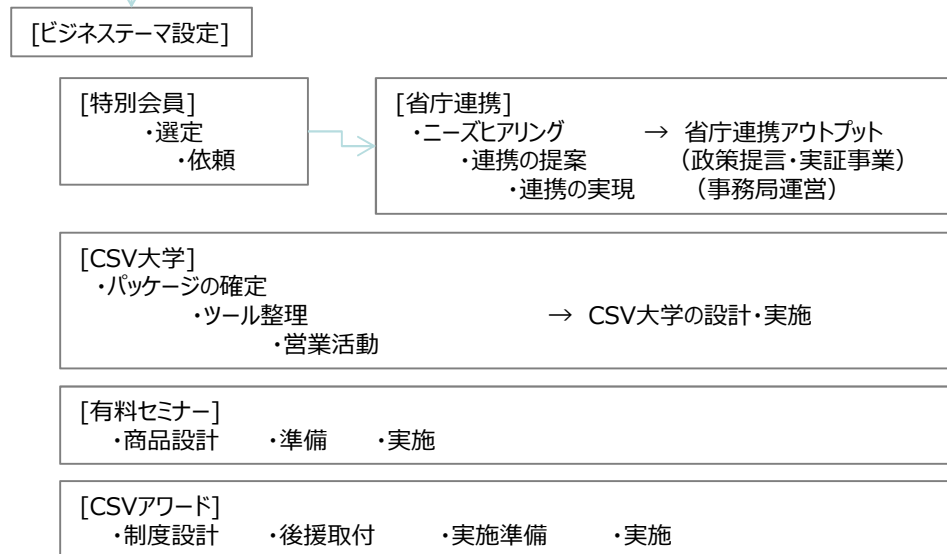 [ビジネステーマ設定]
[特別会員]
・選定
・依頼
[省庁連携]
・ニーズヒアリング → 省庁連携アウトプット
・連携の提案 （政策提言・実証事業）
・連携の実現 （事務局運営）
[CSV大学]
・パッケージの確定
・ツール整理 → CSV大学の設計・実施
・営業活動
[有料セミナー]
・商品設計 ・準備 ・実施
[CSVアワード]
・制度設計 ・後援取付 ・実施準備 ・実施